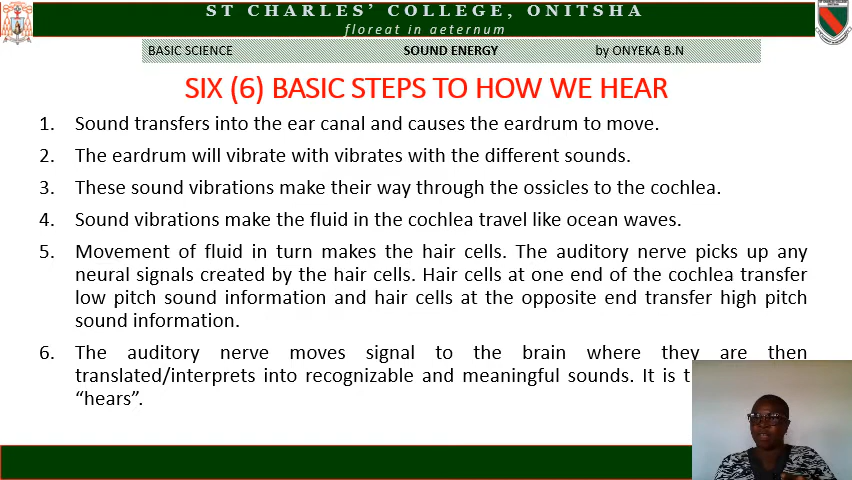 ST CHARLES' COLLEGE, ONITSHA
floreat in aeternum
BASIC SCIENCE SOUND ENERGY by ONYEKA B.N
SIX (6) BASIC STEPS TO HOW WE HEAR
1. Sound transfers into the ear canal and causes the eardrum to move.
2. The eardrum will vibrate with vibrates with the different sounds.
3. These sound vibrations make their way through the ossicles to the cochlea.
4. Sound vibrations make the fluid in the cochlea travel like ocean waves.
5. Movement of fluid in turn makes the hair cells. The auditory nerve picks up any
neural signals created by the hair cells. Hair cells at one end of the cochlea transfer
low pitch sound information and hair cells at the opposite end transfer high pitch
sound information.
6. The auditory nerve moves signal to the brain where they are then
translated/interprets into recognizable and meaningful sounds. It is
“hears”.